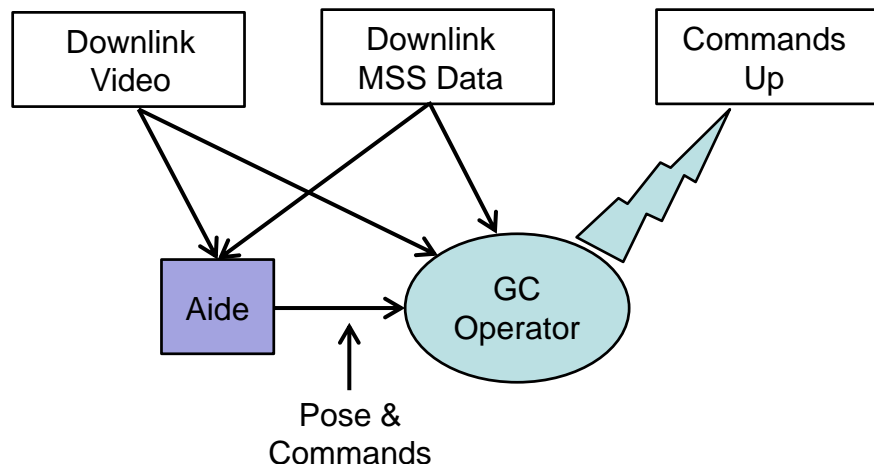 Downlink
Video
Downlink
MSS Data
Commands
Up
Aide
GC
Operator
Pose &
Commands